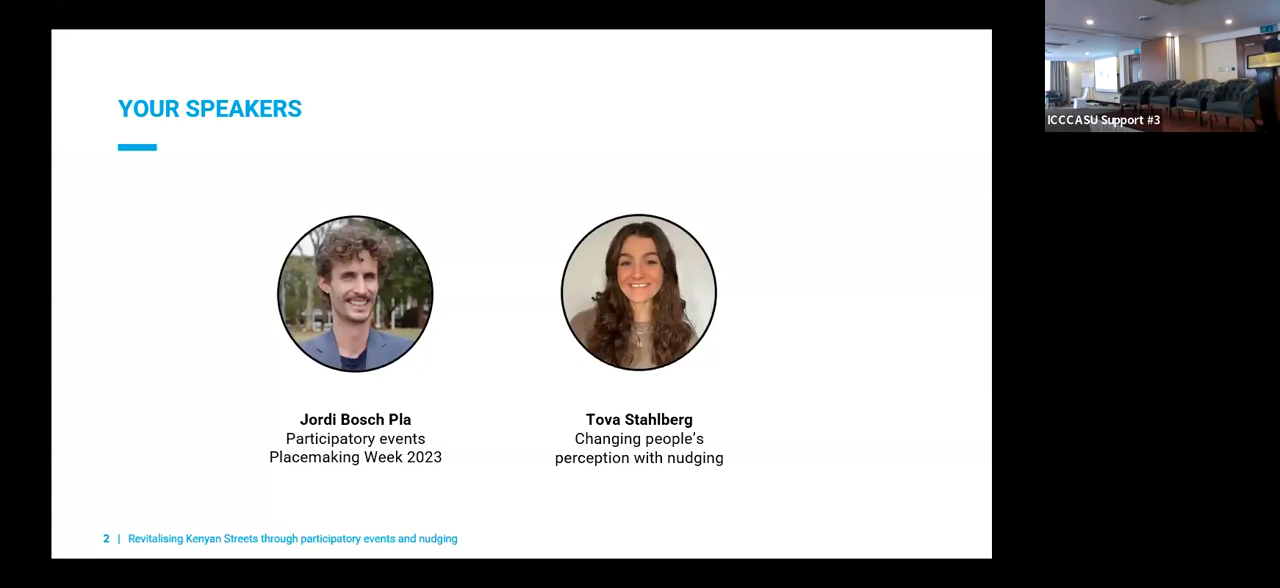 YOUR SPEAKERS
ICCCASU Support #3
Jordi Bosch Pla
Participatory events
Placemaking Week 2023
Tova Stahlberg
Changing people's
perception with nudging
2 | Revitalising Kenyan Streets through participatory events and nudging